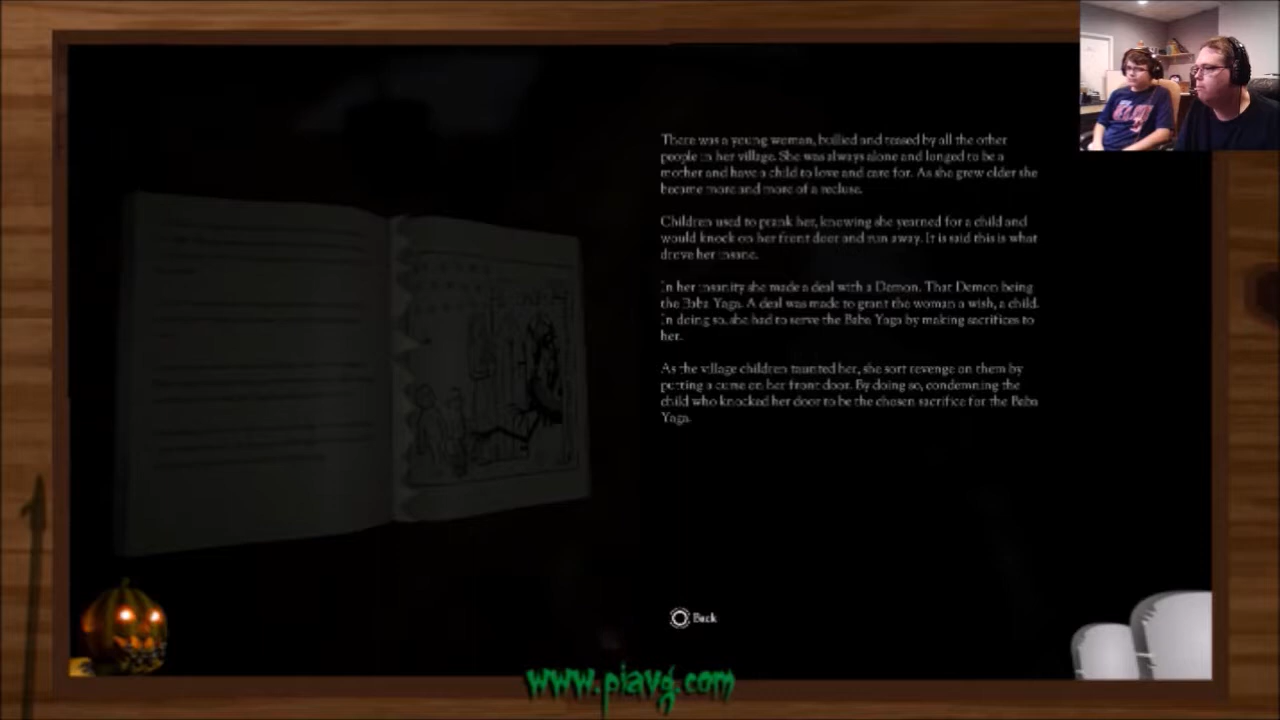 There was a young woman, bullied and teased by all the other
people in her village. She was always alone and longed to be a
mother and have a child to love and care for. As she grew older she
became more and more of a recluse.
Children used to prank her, knowing she yearned for a child and
would knock on her front door and run away. It is said this is what
drove her insane.
In her insanity she made a deal with a Demon. That Demon being
the Baba Yaga. A deal was made to grant the woman a wish, a child.
In doing so, she had to serve the Baba Yaga by making sacrifices to
her.
As the village children taunted her, she sort revenge on them by
putting a curse on her front door. By doing so, condemning the
child who knocked her door to be the chosen sacrifice for the Baba
Yaga.
Back
www.piavg.com